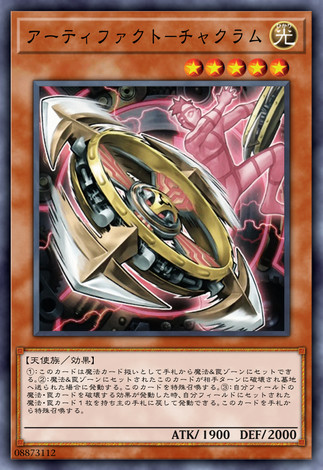 アーティファクト－チャクラム
光
【天使族／効果】
①：このカードは魔法カード扱いとして手札から魔法&罠ゾーンにセットでき
る。②：魔法&罠ゾーンにセットされたこのカードが相手ターンに破壊され墓地
へ送られた場合に発動する。このカードを特殊召喚する。③：自分フィールドの
魔法・罠カードを破壊する効果が発動した時、自分フィールドにセットされた
魔法・罠カード１枚を持ち主の手札に戻して発動できる。このカードを手札か
ら特殊召喚する。
ATK/ 1900 DEF/ 2000
08873112